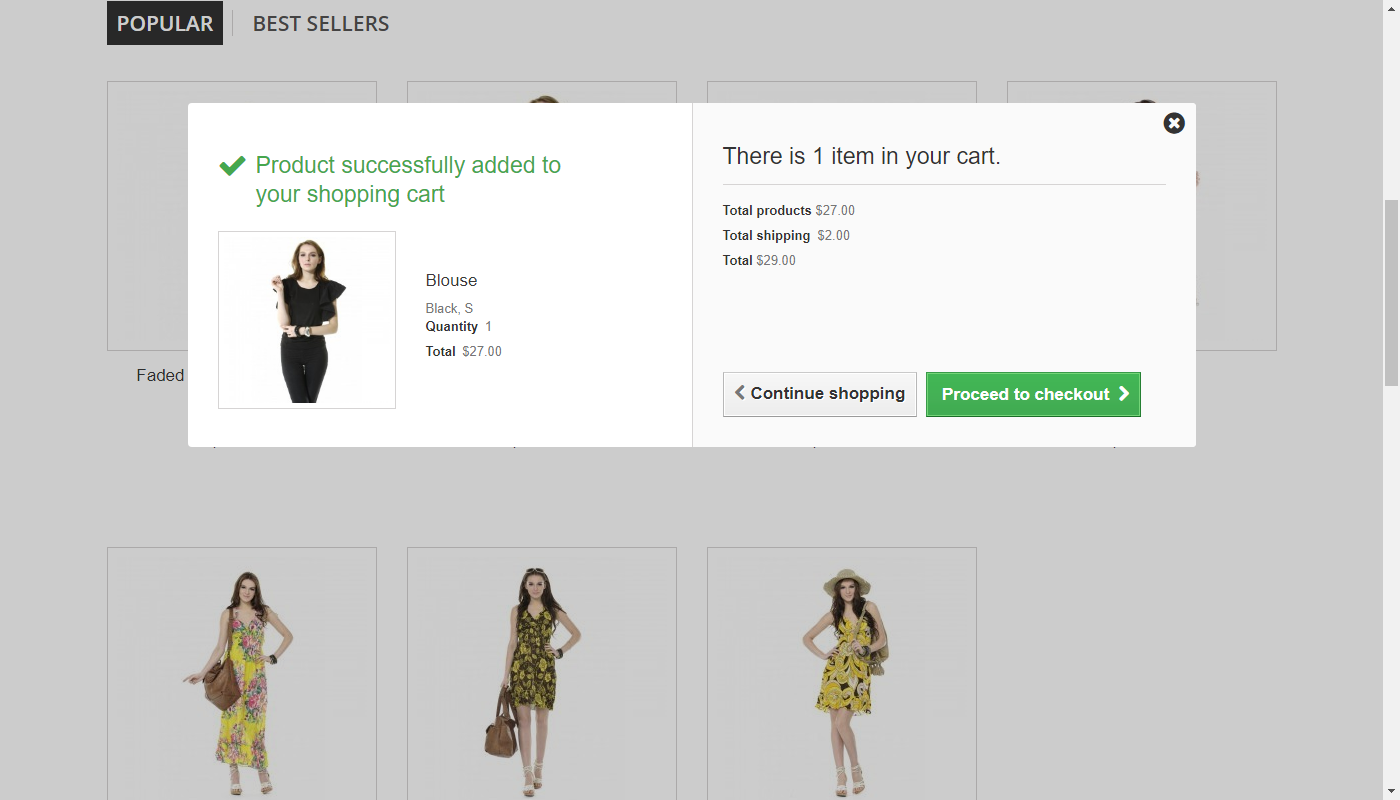 POPULAR
BEST SELLERS
Product successfully added to
your shopping cart
Blouse
Black, S
Quantity 1
Total $27.00
There is 1 item in your cart.
Total products $27.00
Total shipping $2.00
Total $29.00
Continue shopping
Proceed to checkout
Faded